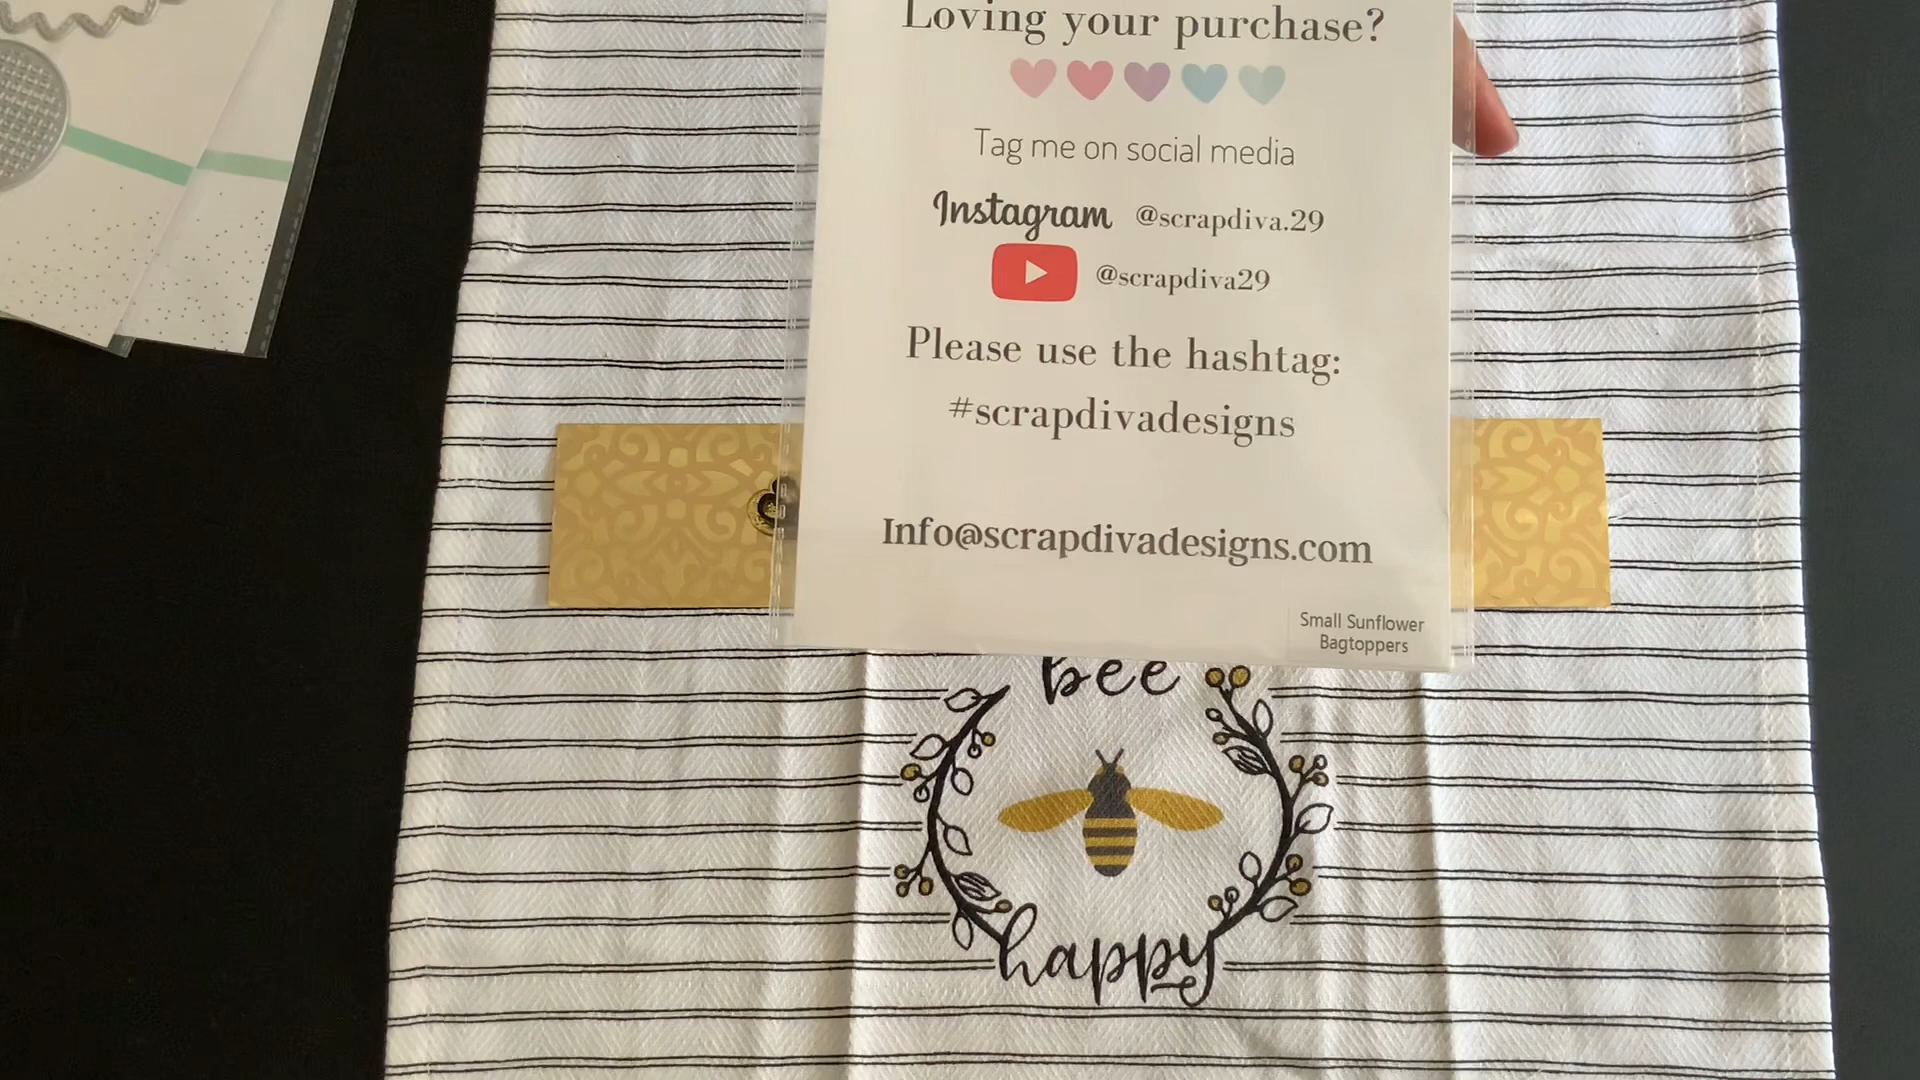 Loving your purchase?
Tag me on social media
Instagram @scrapdiva.29
@scrapdiva29
Please use the hashtag:
#scrapdivadesigns
Info@scrapdivadesigns.com
Small Sunflower
Bagtoppers
bee
happy